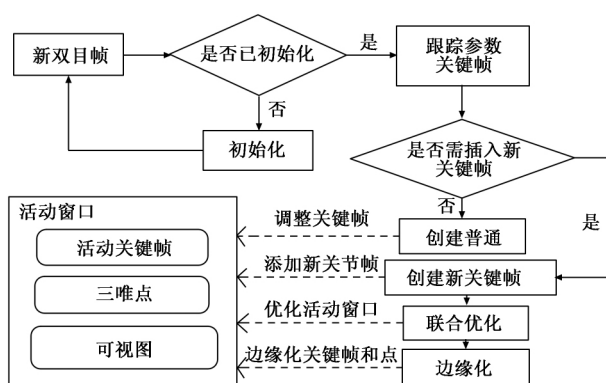 新双目帧
是否已初始化
是
跟踪参数
关键帧
否
初始化
是否需插入新
关键帧
否
是
活动窗口
活动关键帧
三唯点
可视图
调整关键帧
添加新关节帧
优化活动窗口
边缘化关键帧和点
创建普通
创建新关键帧
联合优化
边缘化